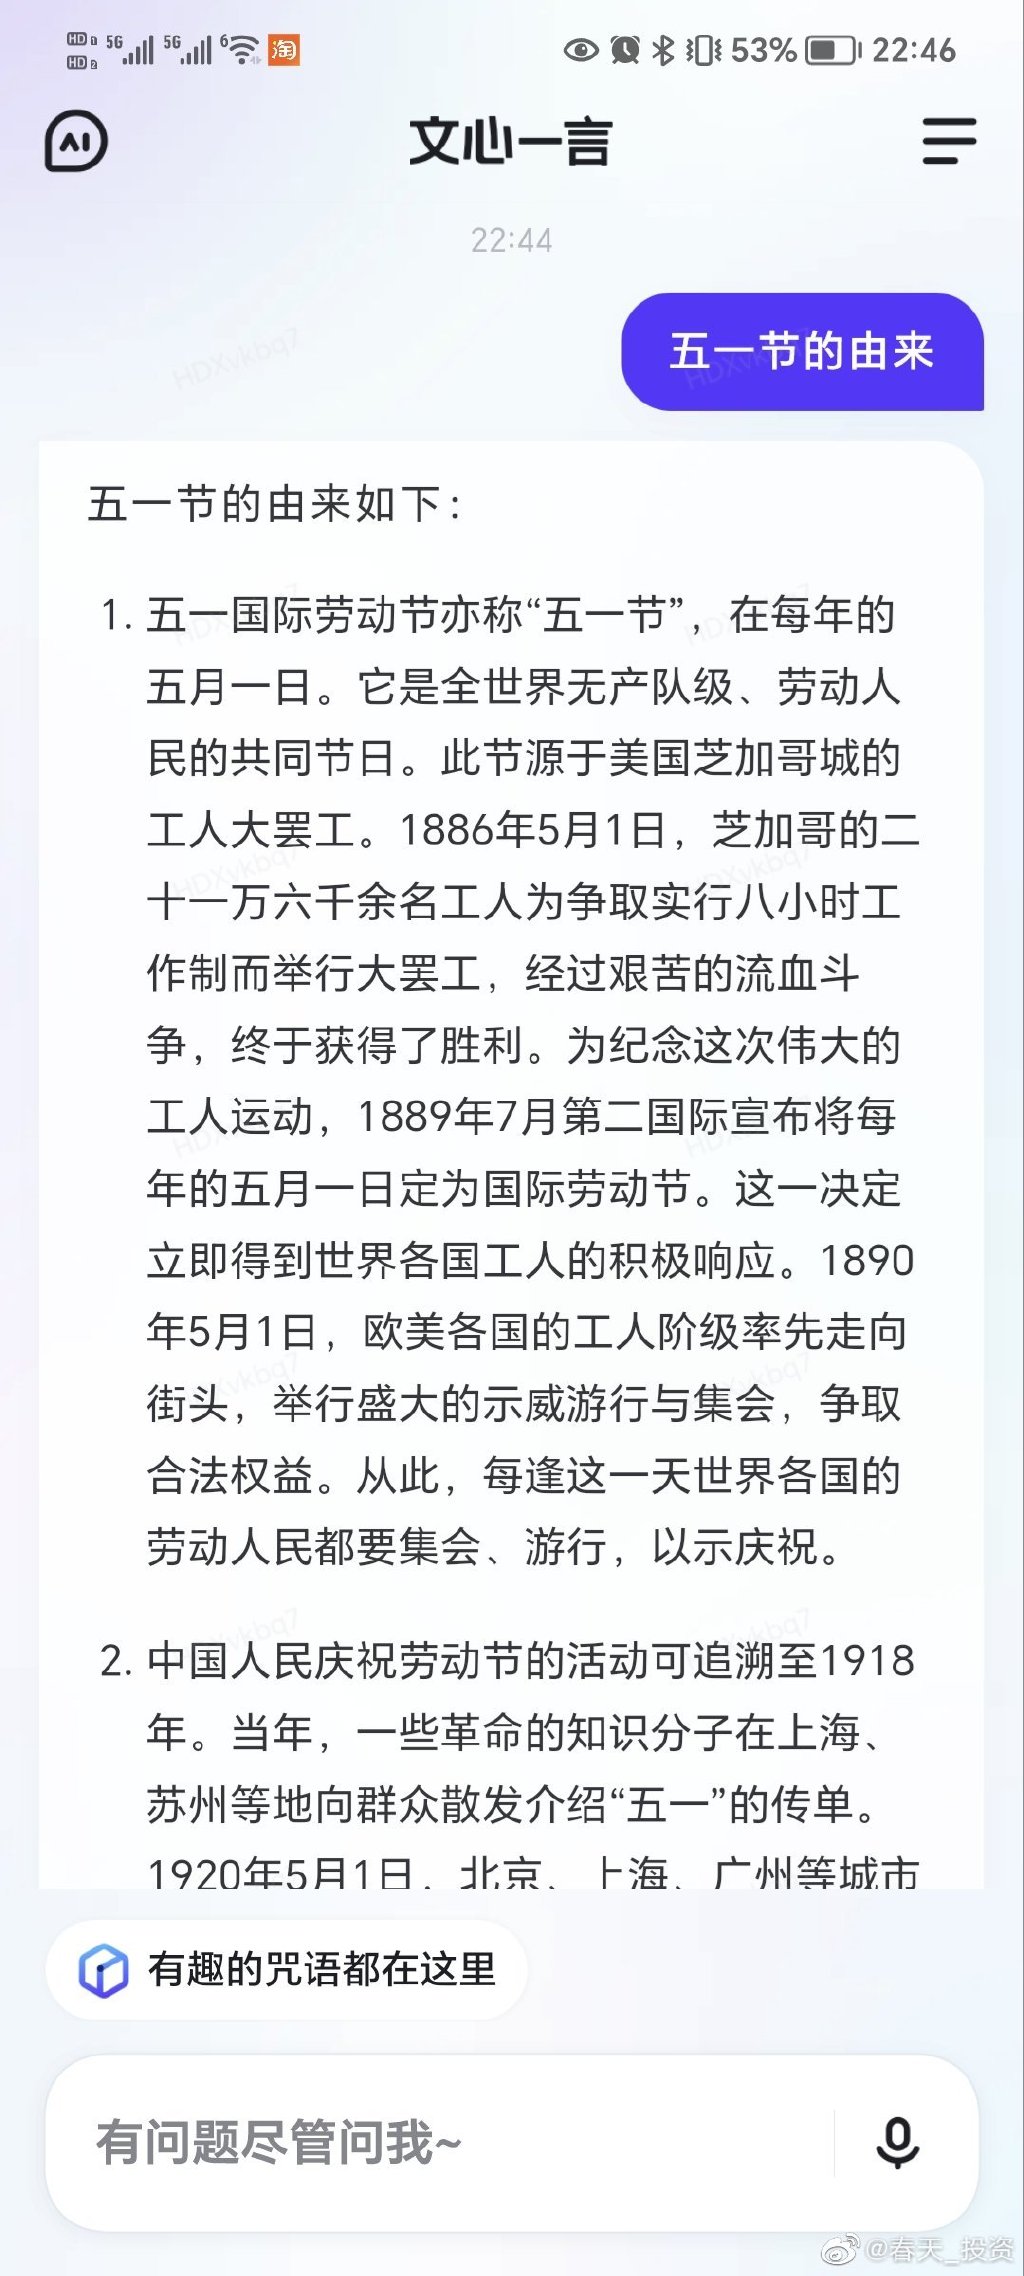 HD 1 5G 5G 6 淘 53% 22:46
HD 2
AI 文心一言
22:44
五一节的由来
五一节的由来如下：
1. 五一国际劳动节亦称“五一节”，在每年的
五月一日。它是全世界无产队级、劳动人
民的共同节日。此节源于美国芝加哥城的
工人大罢工。1886年5月1日，芝加哥的二
十一万六千余名工人为争取实行八小时工
作制而举行大罢工，经过艰苦的流血斗
争，终于获得了胜利。为纪念这次伟大的
工人运动，1889年7月第二国际宣布将每
年的五月一日定为国际劳动节。这一决定
立即得到世界各国工人的积极响应。1890
年5月1日，欧美各国的工人阶级率先走向
街头，举行盛大的示威游行与集会，争取
合法权益。从此，每逢这一天世界各国的
劳动人民都要集会、游行，以示庆祝。
2. 中国人民庆祝劳动节的活动可追溯至1918
年。当年，一些革命的知识分子在上海、
苏州等地向群众散发介绍“五一”的传单。
1920年5月1日，北京、上海、广州等城市
有趣的咒语都在这里
有问题尽管问我~
@春天_投资
HDXvkbq7